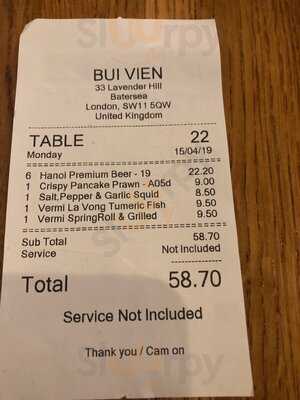 BUI VIEN
33 Lavender Hill
Batersea
London, SW11 5QW
United Kingdom
TABLE 22
Monday 15/04/19
6 Hanoi Premium Beer - 19 22.20
1 Crispy Pancake Prawn - A05d 9.00
1 Salt,Pepper & Garlic Squid 8.50
1 Vermi La Vong Tumeric Fish 9.50
1 Vermi SpringRoll & Grilled 9.50
Sub Total 58.70
Service Not Included
Total 58.70
Service Not Included
Thank you / Cam on